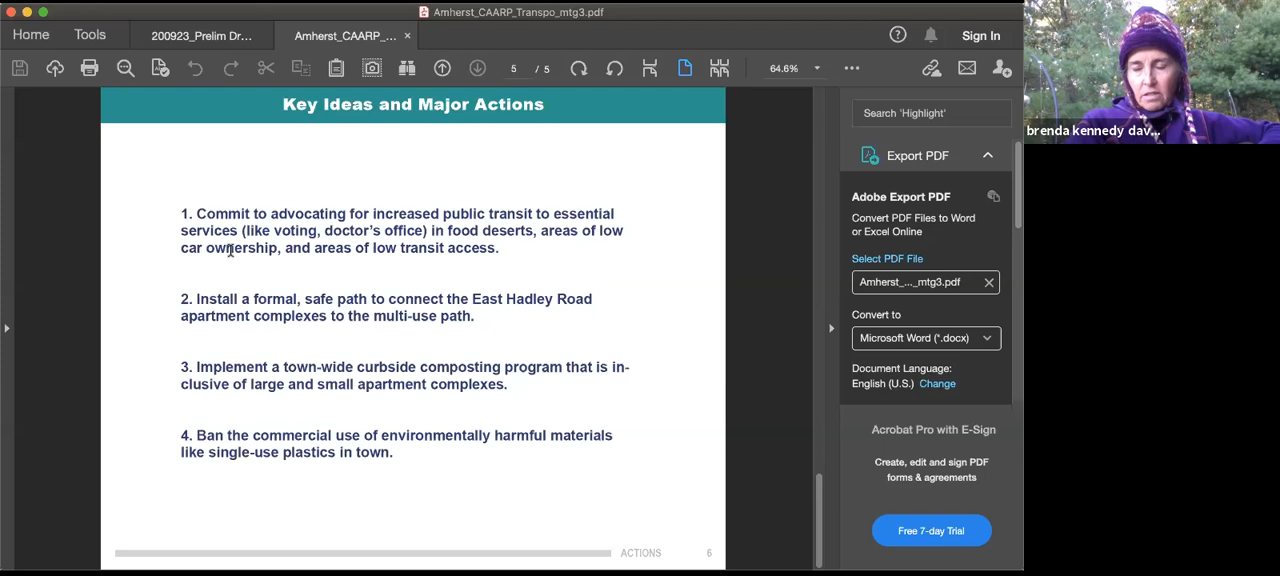 Amherst_CAARP_Transpo_mtg3.pdf
Home
Tools
200923_Prelim Dr...
Amherst_CAARP_... ×
Sign In
5 / 5
64.6%
Key Ideas and Major Actions
1. Commit to advocating for increased public transit to essential
services (like voting, doctor's office) in food deserts, areas of low
car ownership, and areas of low transit access.
2. Install a formal, safe path to connect the East Hadley Road
apartment complexes to the multi-use path.
3. Implement a town-wide curbside composting program that is in-
clusive of large and small apartment complexes.
4. Ban the commercial use of environmentally harmful materials
like single-use plastics in town.
ACTIONS 6
Search 'Highlight'
Export PDF
Adobe Export PDF
Convert PDF Files to Word
or Excel Online
Select PDF File
Amherst_..._mtg3.pdf
Convert to
Microsoft Word (*.docx)
Document Language:
English (U.S.) Change
Acrobat Pro with E-Sign
Create, edit and sign PDF
forms & agreements
Free 7-day Trial
brenda kennedy dav...